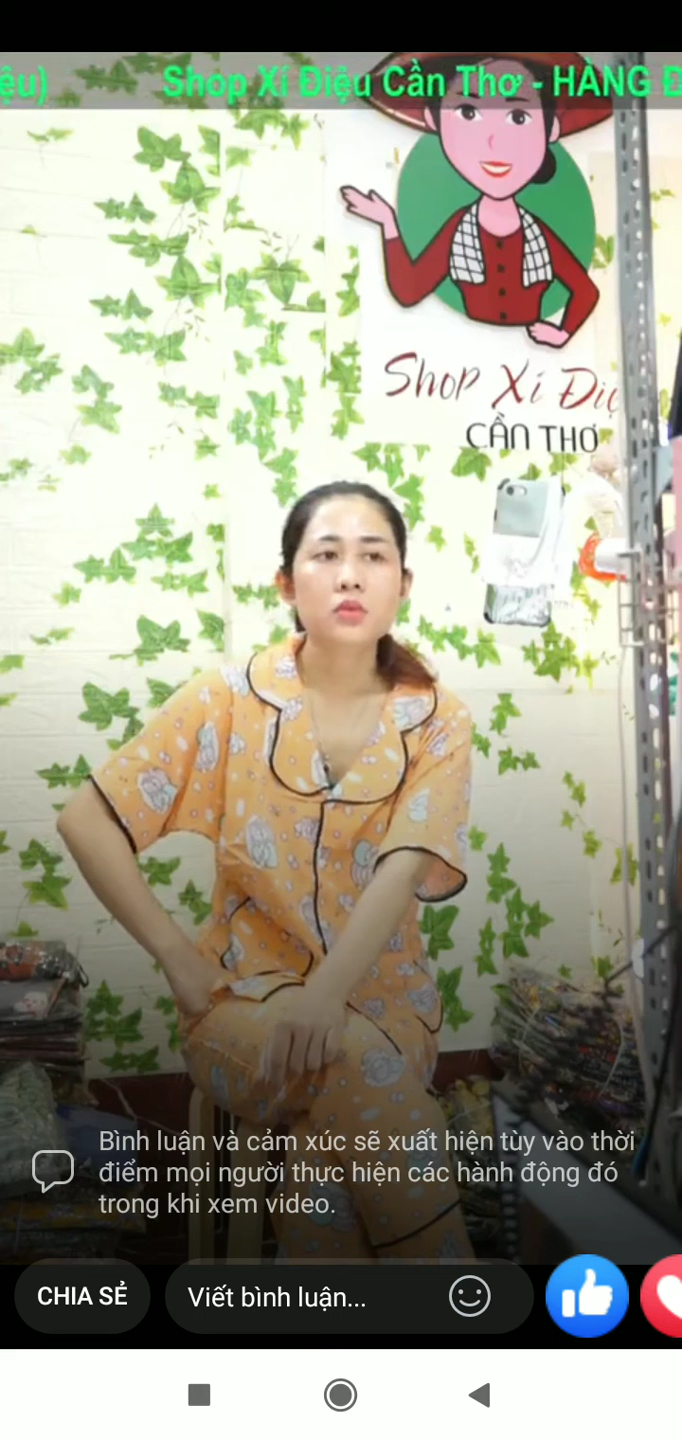 ệu) Shop Xí Điệu Cần Thơ - HÀNG Đ
Shop Xí Điệ
CẦN THƠ
Bình luận và cảm xúc sẽ xuất hiện tùy vào thời
điểm mọi người thực hiện các hành động đó
trong khi xem video.
CHIA SẺ
Viết bình luận...